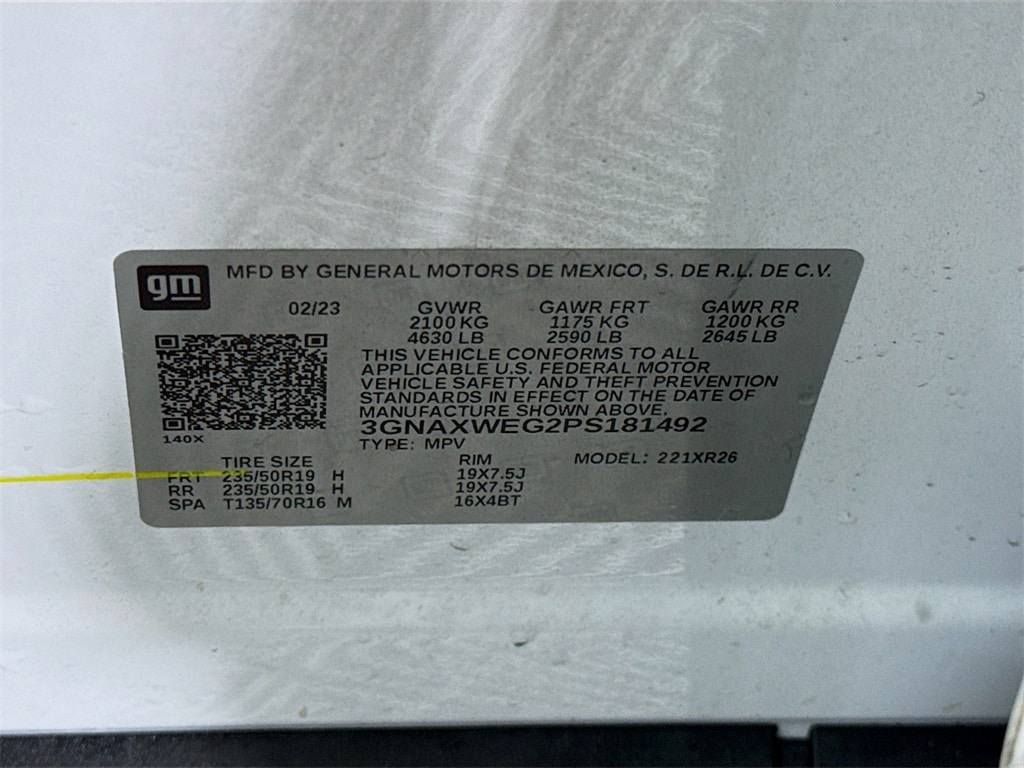 gm MFD BY GENERAL MOTORS DE MEXICO, S. DE R.L. DE C.V.
02/23 GVWR GAWR FRT GAWR RR
2100 KG 1175 KG 1200 KG
4630 LB 2590 LB 2645 LB
THIS VEHICLE CONFORMS TO ALL
APPLICABLE U.S. FEDERAL MOTOR
VEHICLE SAFETY AND THEFT PREVENTION
STANDARDS IN EFFECT ON THE DATE OF
MANUFACTURE SHOWN ABOVE.
3GNAXWEG2PS181492
140X
TYPE: MPV
TIRE SIZE RIM MODEL: 221XR26
FRT 235/50R19 H 19X7.5J
RR 235/50R19 H 19X7.5J
SPA T135/70R16 M 16X4BT